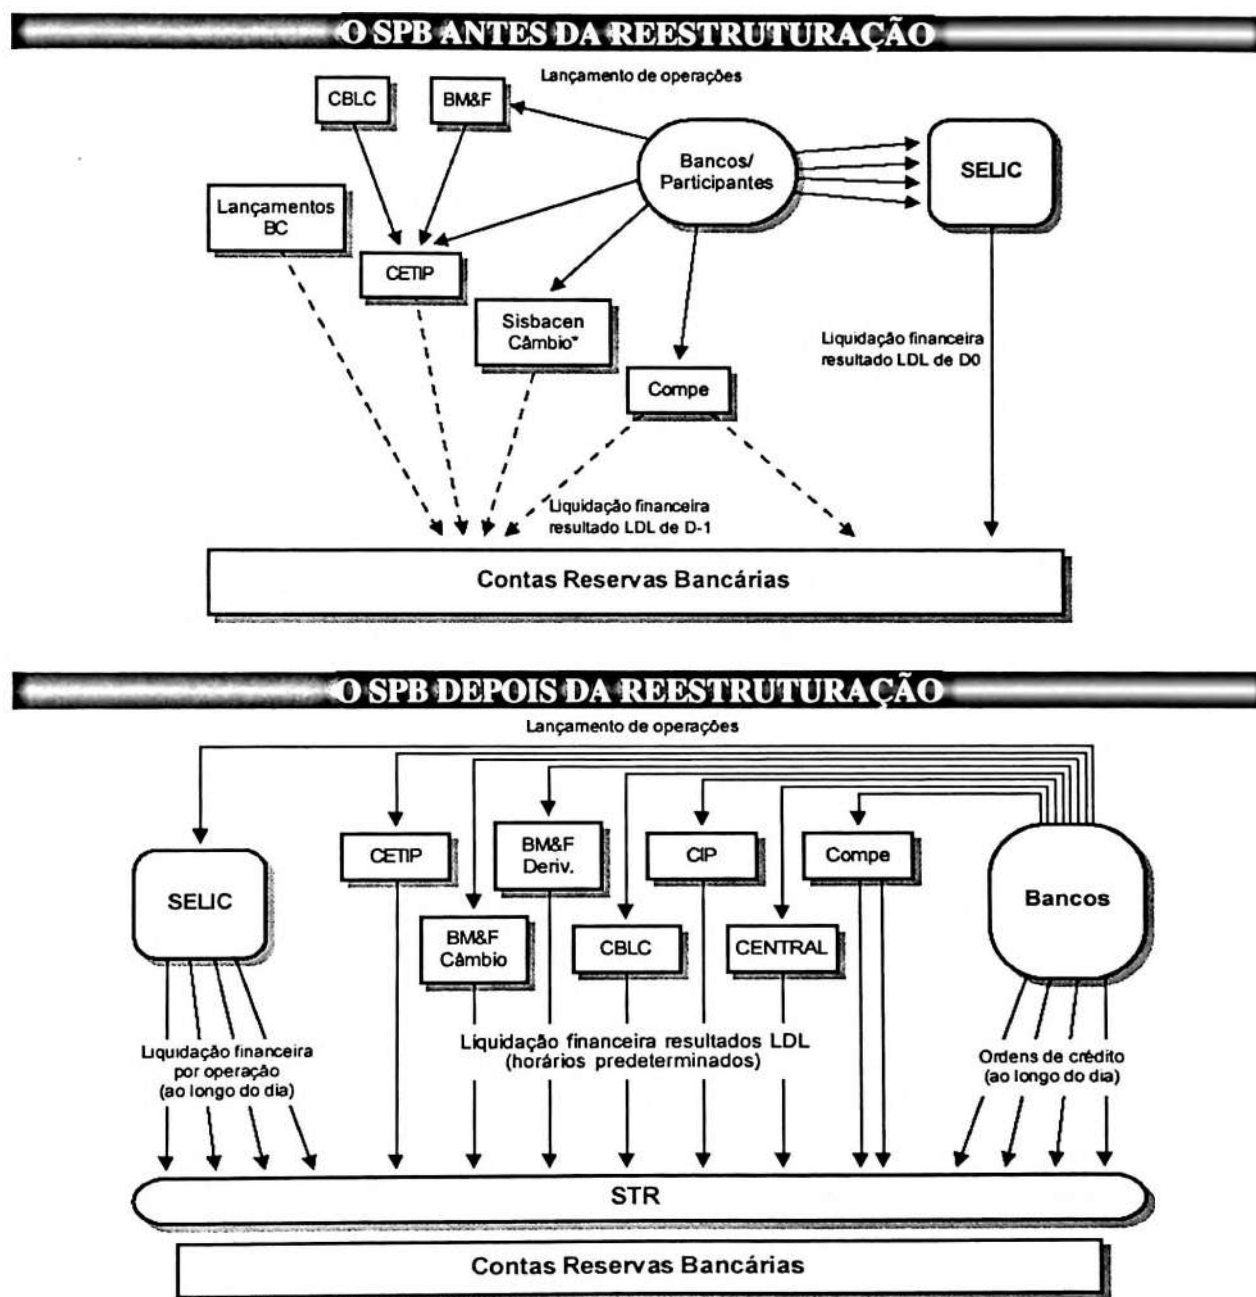 O SPB ANTES DA REESTRUTURAÇÃO
Lançamento de operações
CBLC
BM&F
Bancos/
Participantes
SELIC
Lançamentos
BC
CETIP
Sisbacen
Câmbio*
Compe
Liquidação financeira
resultado LDL de D0
Liquidação financeira
resultado LDL de D-1
Contas Reservas Bancárias
O SPB DEPOIS DA REESTRUTURAÇÃO
Lançamento de operações
SELIC
CETIP
BM&F
Câmbio
BM&F
Deriv.
CBLC
CIP
CENTRAL
Compe
Bancos
Liquidação financeira
por operação
(ao longo do dia)
Liquidação financeira resultados LDL
(horários predeterminados)
Ordens de crédito
(ao longo do dia)
STR
Contas Reservas Bancárias